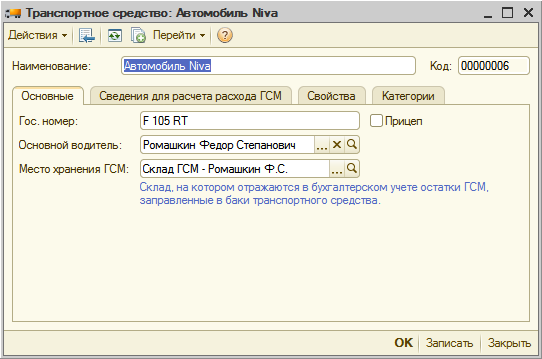 Транспортное средство: Автомобиль Niva
Действия Перейти
Наименование: Автомобиль Niva Код: 00000006
Основные Сведения для расчета расхода ГСМ Свойства Категории
Гос. номер: F 105 RT Прицеп
Основной водитель: Ромашкин Федор Степанович ...
Место хранения ГСМ: Склад ГСМ - Ромашкин Ф.С. ...
Склад, на котором отражаются в бухгалтерском учете остатки ГСМ,
заправленные в баки транспортного средства.
OK Записать Закрыть